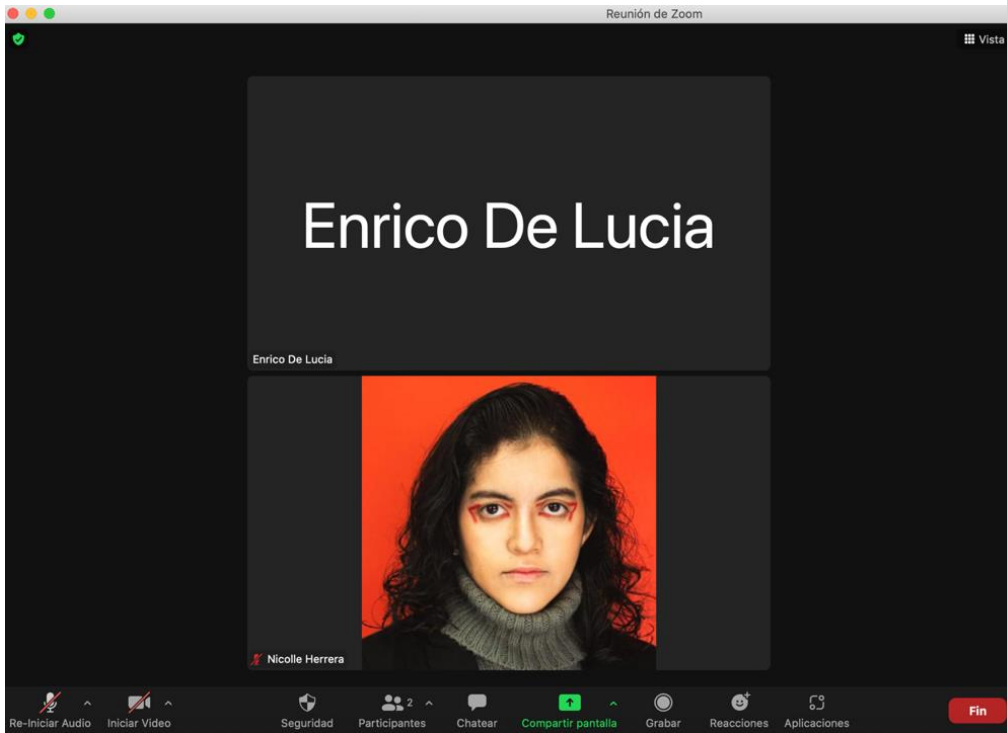 Reunión de Zoom
Vista
Enrico De Lucia
Enrico De Lucia
Nicolle Herrera
2
Re-Iniciar Audio Iniciar Video Seguridad Participantes Chatear Compartir pantalla Grabar Reacciones Aplicaciones Fin